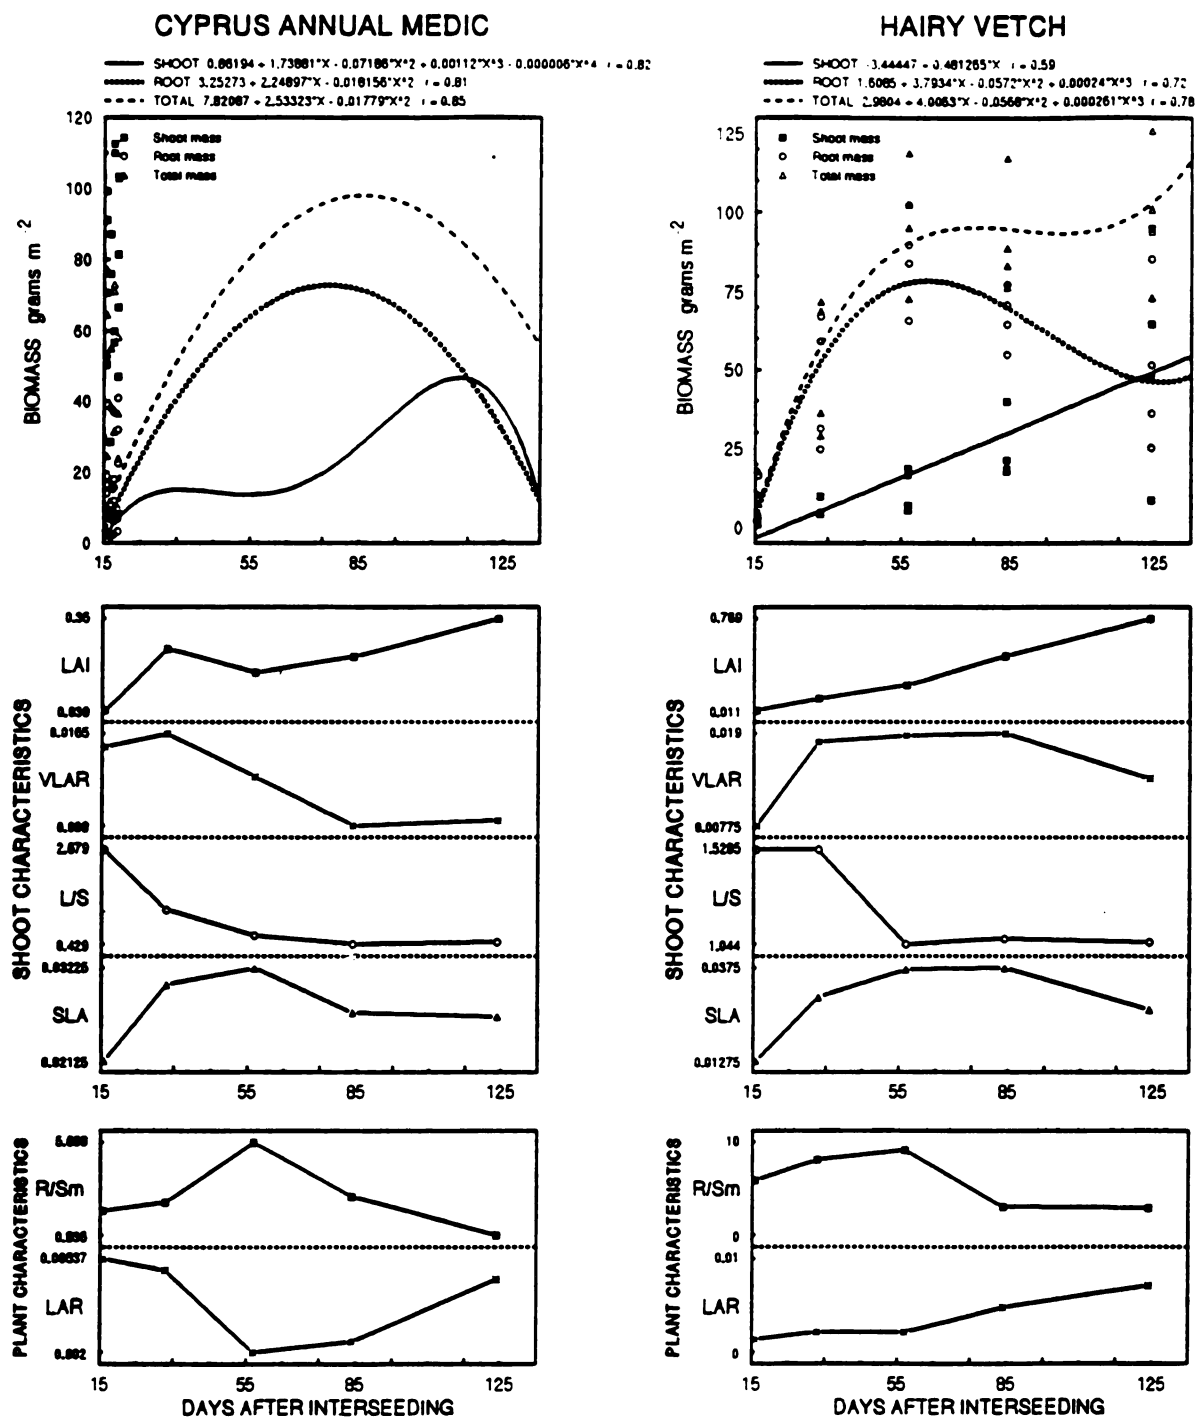 CYPRUS ANNUAL MEDIC
SHOOT 0.86194 + 1.73881*X - 0.07186*X^2 + 0.00112*X^3 - 0.000006*X^4 r = 0.82
ROOT 3.25273 + 2.24897*X - 0.018156*X^2 r = 0.81
TOTAL 7.82087 + 2.53323*X - 0.01779*X^2 r = 0.85
120
100
80
60
40
20
0
BIOMASS grams m-2
Shoot mass
Root mass
Total mass
15 55 85 125
HAIRY VETCH
SHOOT -3.44447 + 0.481265*X r = 0.59
ROOT 1.6085 + 3.7934*X - 0.0572*X^2 + 0.00024*X^3 r = 0.72
TOTAL 2.9804 + 4.0063*X - 0.0566*X^2 + 0.000261*X^3 r = 0.78
125
100
75
50
25
0
BIOMASS grams m-2
Shoot mass
Root mass
Total mass
15 55 85 125
SHOOT CHARACTERISTICS
0.35
LAI
0.0165
VLAR
2.679
L/S
0.429
0.03225
SLA
0.02125
15 55 85 125
SHOOT CHARACTERISTICS
0.769
LAI
0.011
0.019
VLAR
0.00775
1.5285
L/S
1.044
0.0375
SLA
0.01275
15 55 85 125
PLANT CHARACTERISTICS
R/Sm
LAR
0.002
15 55 85 125
DAYS AFTER INTERSEEDING
PLANT CHARACTERISTICS
10
R/Sm
0
0.01
LAR
0
15 55 85 125
DAYS AFTER INTERSEEDING